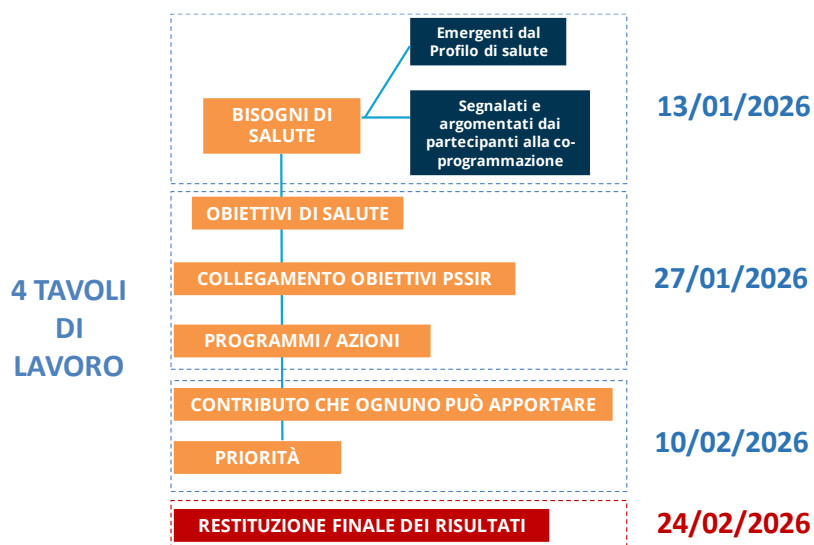 Emergenti dal
Profilo di salute
BISOGNI DI
SALUTE
Segnalati e
argomentati dai
partecipanti alla co-
programmazione
13/01/2026
OBIETTIVI DI SALUTE
COLLEGAMENTO OBIETTIVI PSSIR
PROGRAMMI / AZIONI
27/01/2026
4 TAVOLI
DI
LAVORO
CONTRIBUTO CHE OGNUNO PUÒ APPORTARE
PRIORITÀ
10/02/2026
RESTITUZIONE FINALE DEI RISULTATI
24/02/2026